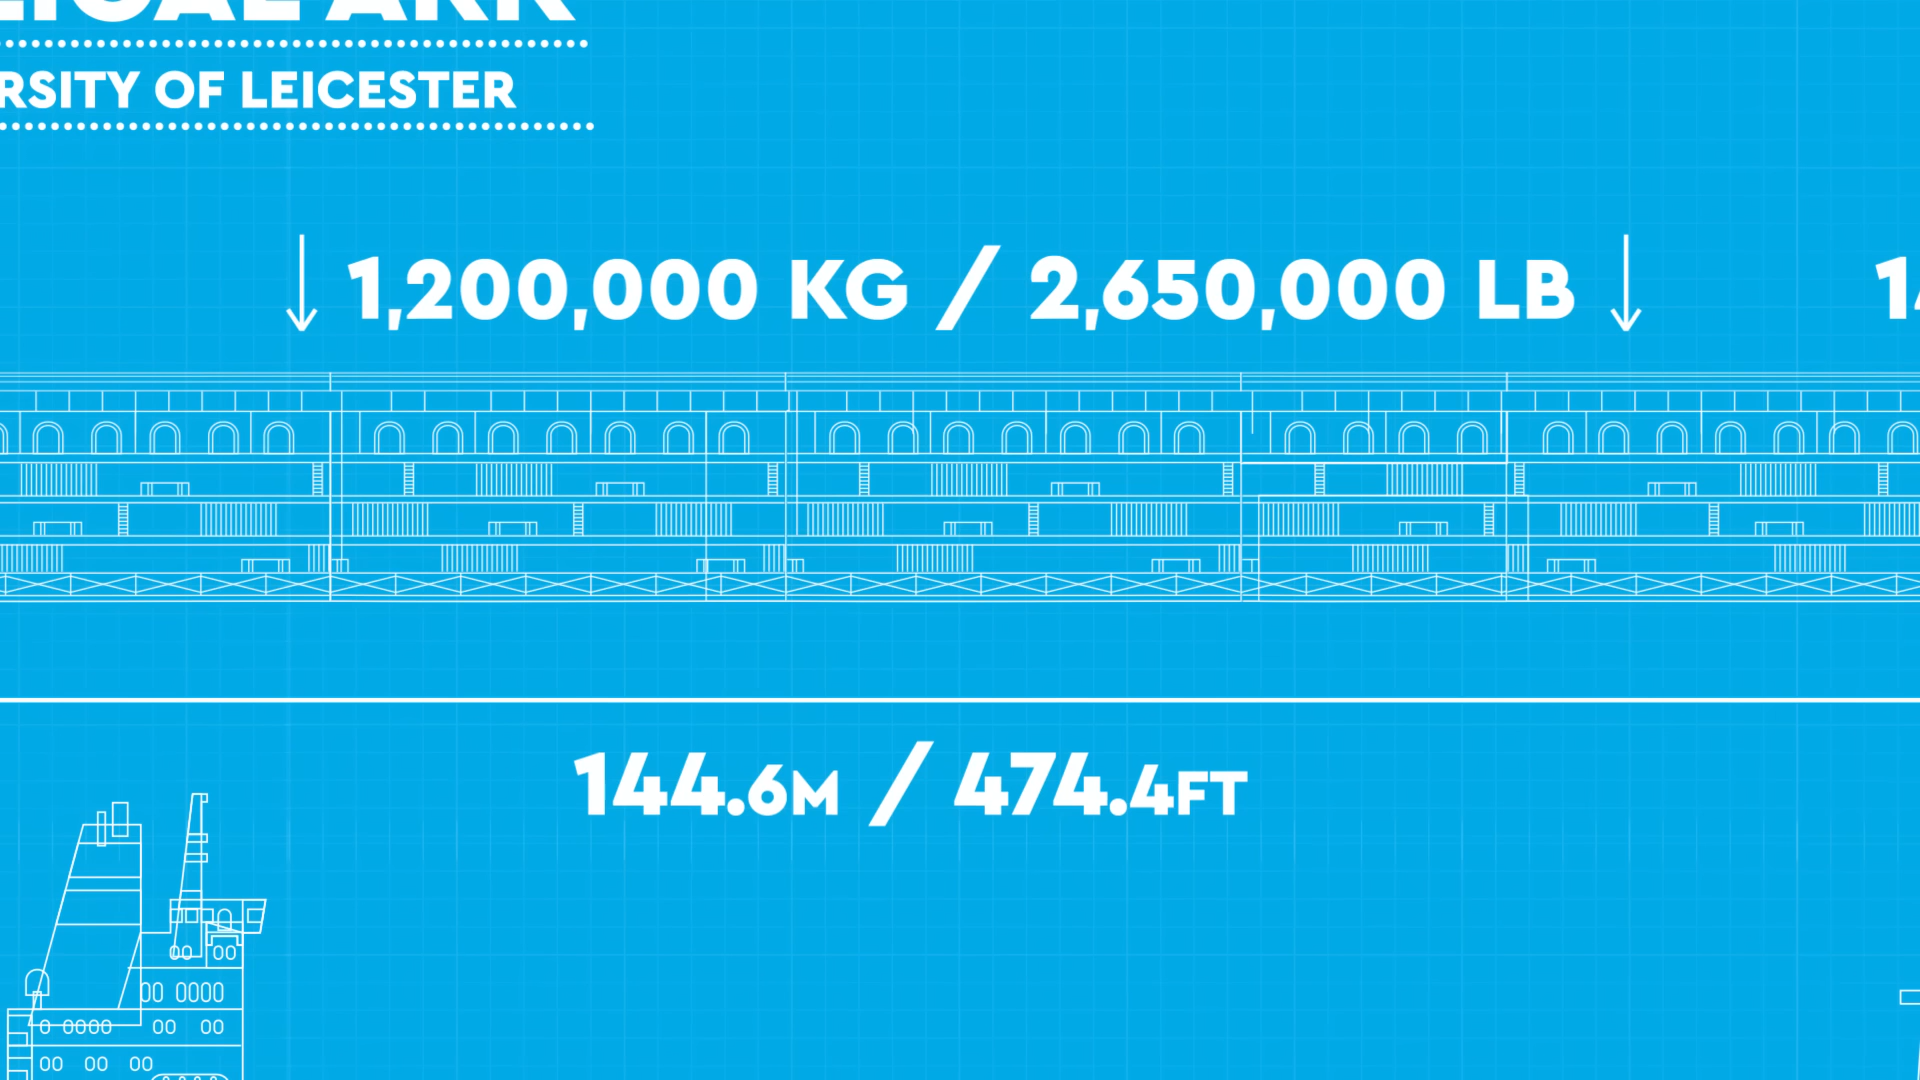 RSITY OF LEICESTER
1,200,000 KG / 2,650,000 LB
144.6M / 474.4FT